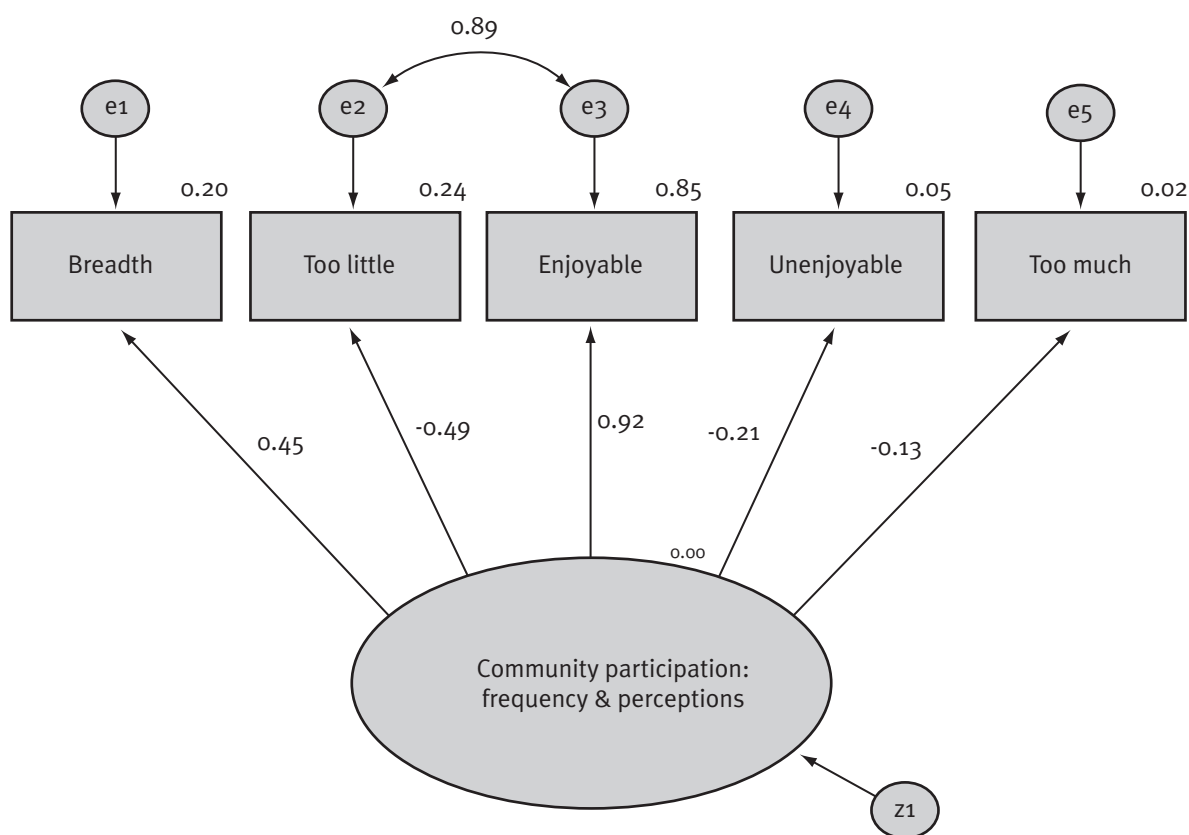 0.89
e1
e2
e3
e4
e5
0.20
0.24
0.85
0.05
0.02
Breadth
Too little
Enjoyable
Unenjoyable
Too much
0.45
-0.49
0.92
-0.21
-0.13
0.00
Community participation:
frequency & perceptions
z1